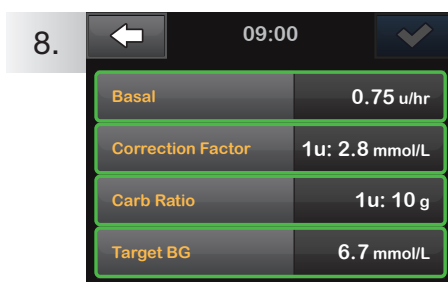 8.
09:00
Basal 0.75 u/hr
Correction Factor 1u: 2.8 mmol/L
Carb Ratio 1u: 10 g
Target BG 6.7 mmol/L